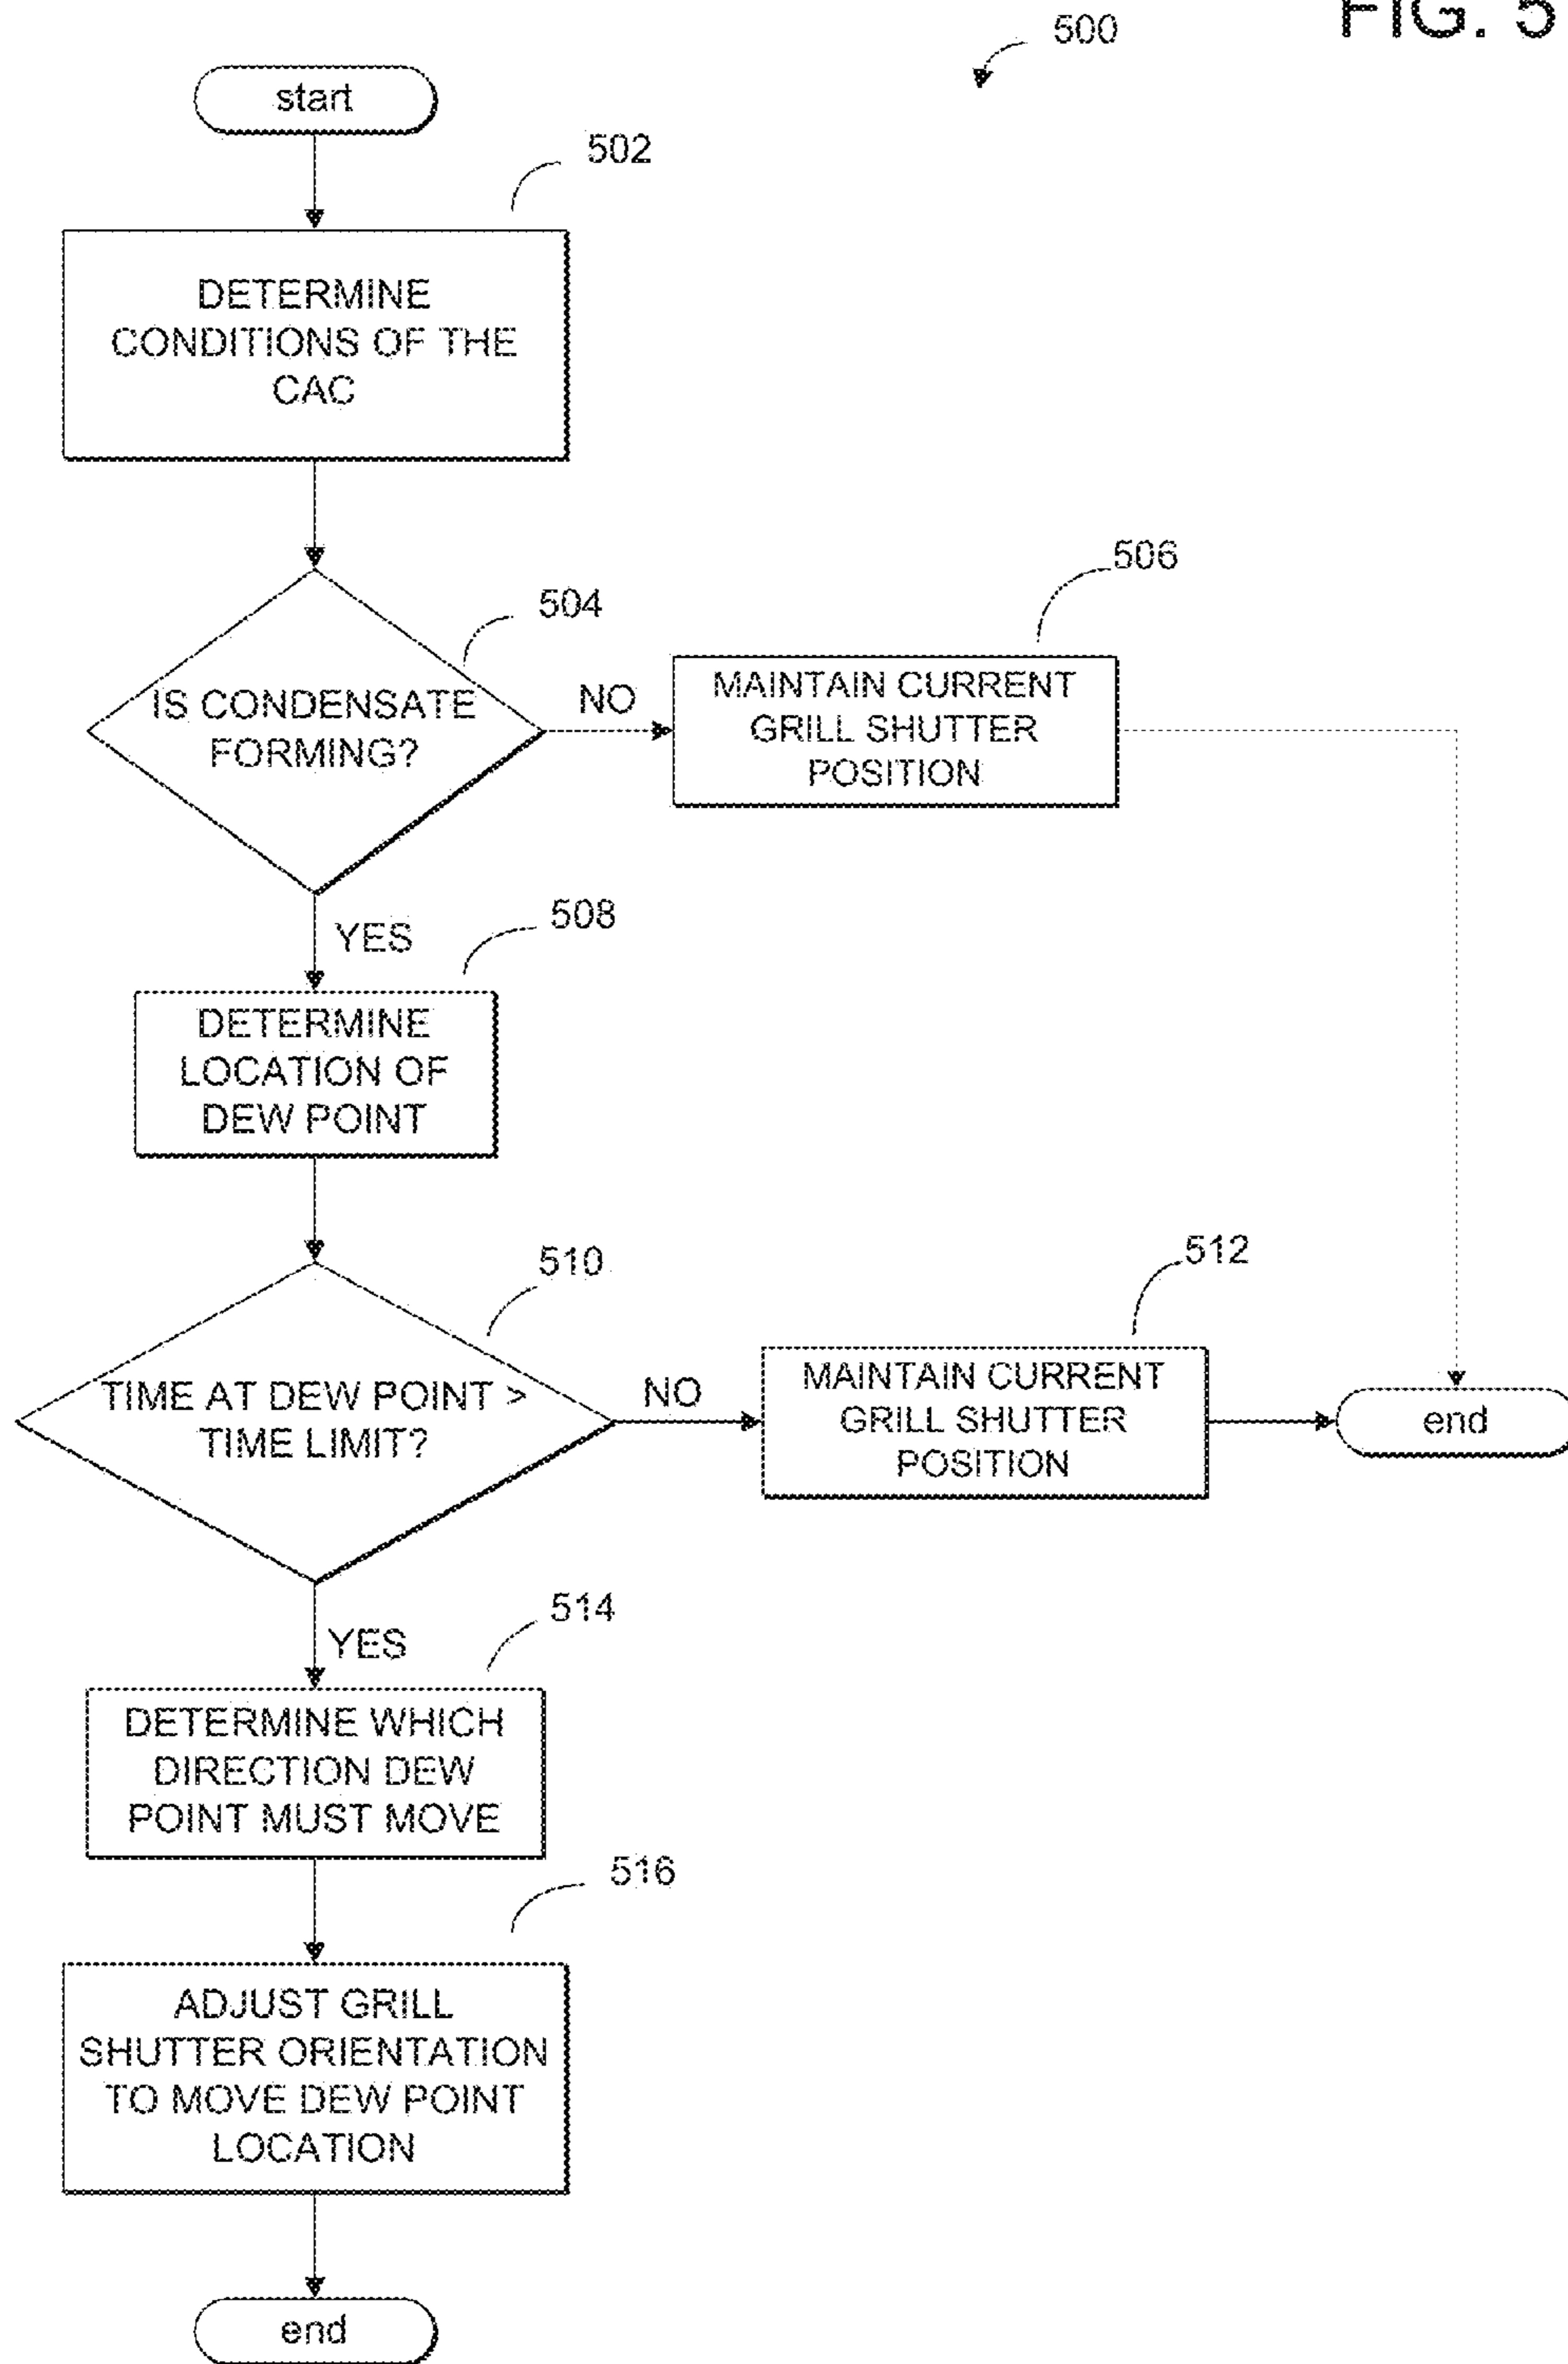 FIG. 5
500
start
502
DETERMINE
CONDITIONS OF THE
CAC
504
IS CONDENSATE
FORMING?
NO
506
MAINTAIN CURRENT
GRILL SHUTTER
POSITION
YES
508
DETERMINE
LOCATION OF
DEW POINT
510
TIME AT DEW POINT >
TIME LIMIT?
NO
512
MAINTAIN CURRENT
GRILL SHUTTER
POSITION
end
YES
514
DETERMINE WHICH
DIRECTION DEW
POINT MUST MOVE
516
ADJUST GRILL
SHUTTER ORIENTATION
TO MOVE DEW POINT
LOCATION
end